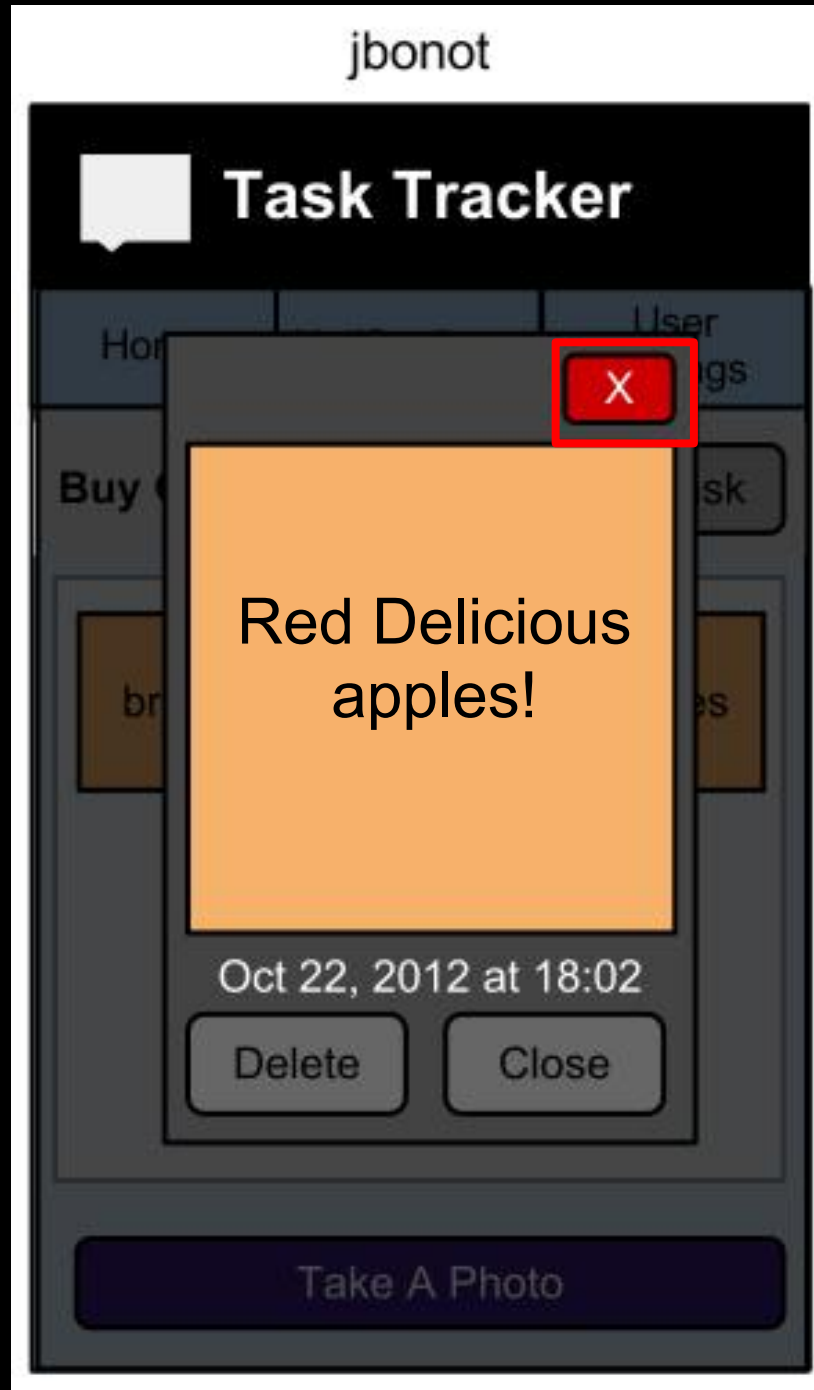 jbonot
Task Tracker
User
X
Buy
Red Delicious
apples!
Oct 22, 2012 at 18:02
Delete
Close
Take A Photo